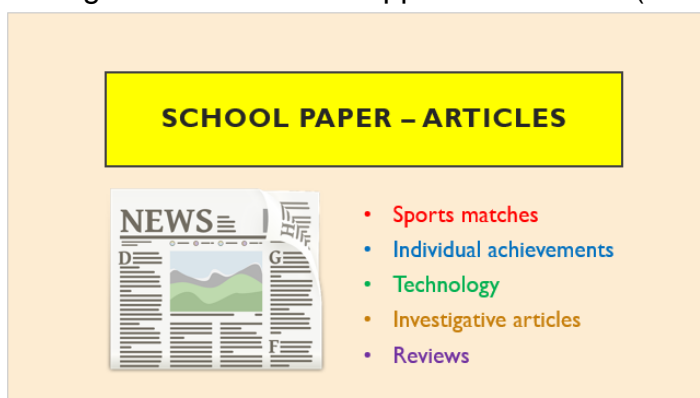 SCHOOL PAPER – ARTICLES
NEWS
D
G
F
• Sports matches
• Individual achievements
• Technology
• Investigative articles
• Reviews